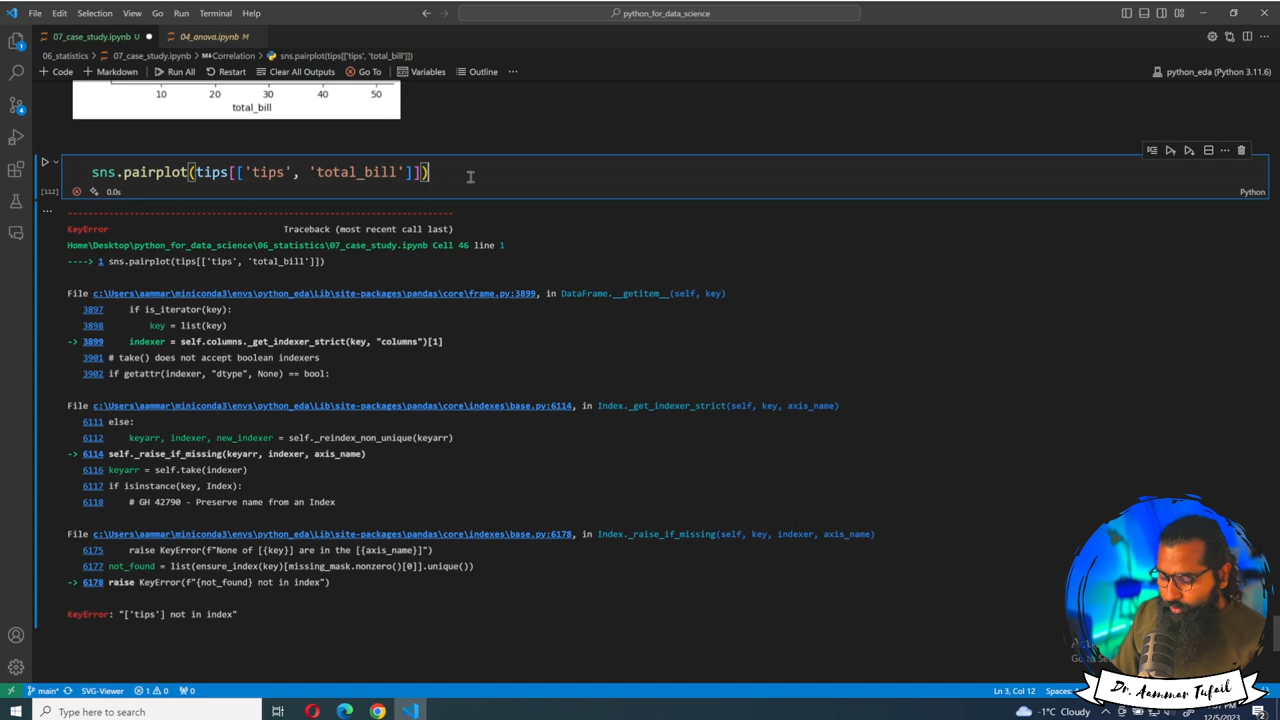 File Edit Selection View Go Run Terminal Help
python_for_data_science
07_case_study.ipynb U
04_anova.ipynb M
06_statistics > 07_case_study.ipynb > Correlation > sns.pairplot(tips[['tips', 'total_bill']])
+ Code + Markdown Run All Restart Clear All Outputs Go To Variables Outline ...
python_eda (Python 3.11.6)
10 20 30 40 50
total_bill
sns.pairplot(tips[['tips', 'total_bill']])
[112] 0.0s Python
---------------------------------------------------------------------------
KeyError Traceback (most recent call last)
Home\Desktop\python_for_data_science\06_statistics\07_case_study.ipynb Cell 46 line 1
----> 1 sns.pairplot(tips[['tips', 'total_bill']])
File c:\Users\aammar\miniconda3\envs\python_eda\Lib\site-packages\pandas\core\frame.py:3899, in DataFrame.__getitem__(self, key)
3897 if is_iterator(key):
3898 key = list(key)
-> 3899 indexer = self.columns._get_indexer_strict(key, "columns")[1]
3901 # take() does not accept boolean indexers
3902 if getattr(indexer, "dtype", None) == bool:
File c:\Users\aammar\miniconda3\envs\python_eda\Lib\site-packages\pandas\core\indexes\base.py:6114, in Index._get_indexer_strict(self, key, axis_name)
6111 else:
6112 keyarr, indexer, new_indexer = self._reindex_non_unique(keyarr)
-> 6114 self._raise_if_missing(keyarr, indexer, axis_name)
6116 keyarr = self.take(indexer)
6117 if isinstance(key, Index):
6118 # GH 42790 - Preserve name from an Index
File c:\Users\aammar\miniconda3\envs\python_eda\Lib\site-packages\pandas\core\indexes\base.py:6178, in Index._raise_if_missing(self, key, indexer, axis_name)
6175 raise KeyError(f"None of [{key}] are in the [{axis_name}]")
6177 not_found = list(ensure_index(key)[missing_mask.nonzero()[0]].unique())
-> 6178 raise KeyError(f"{not_found} not in index")
KeyError: "['tips'] not in index"
Dr. Aammar Tufail
main* SVG-Viewer 1 0 0 Ln 3, Col 12 Spaces:
Type here to search
-1°C Cloudy
12/5/2023